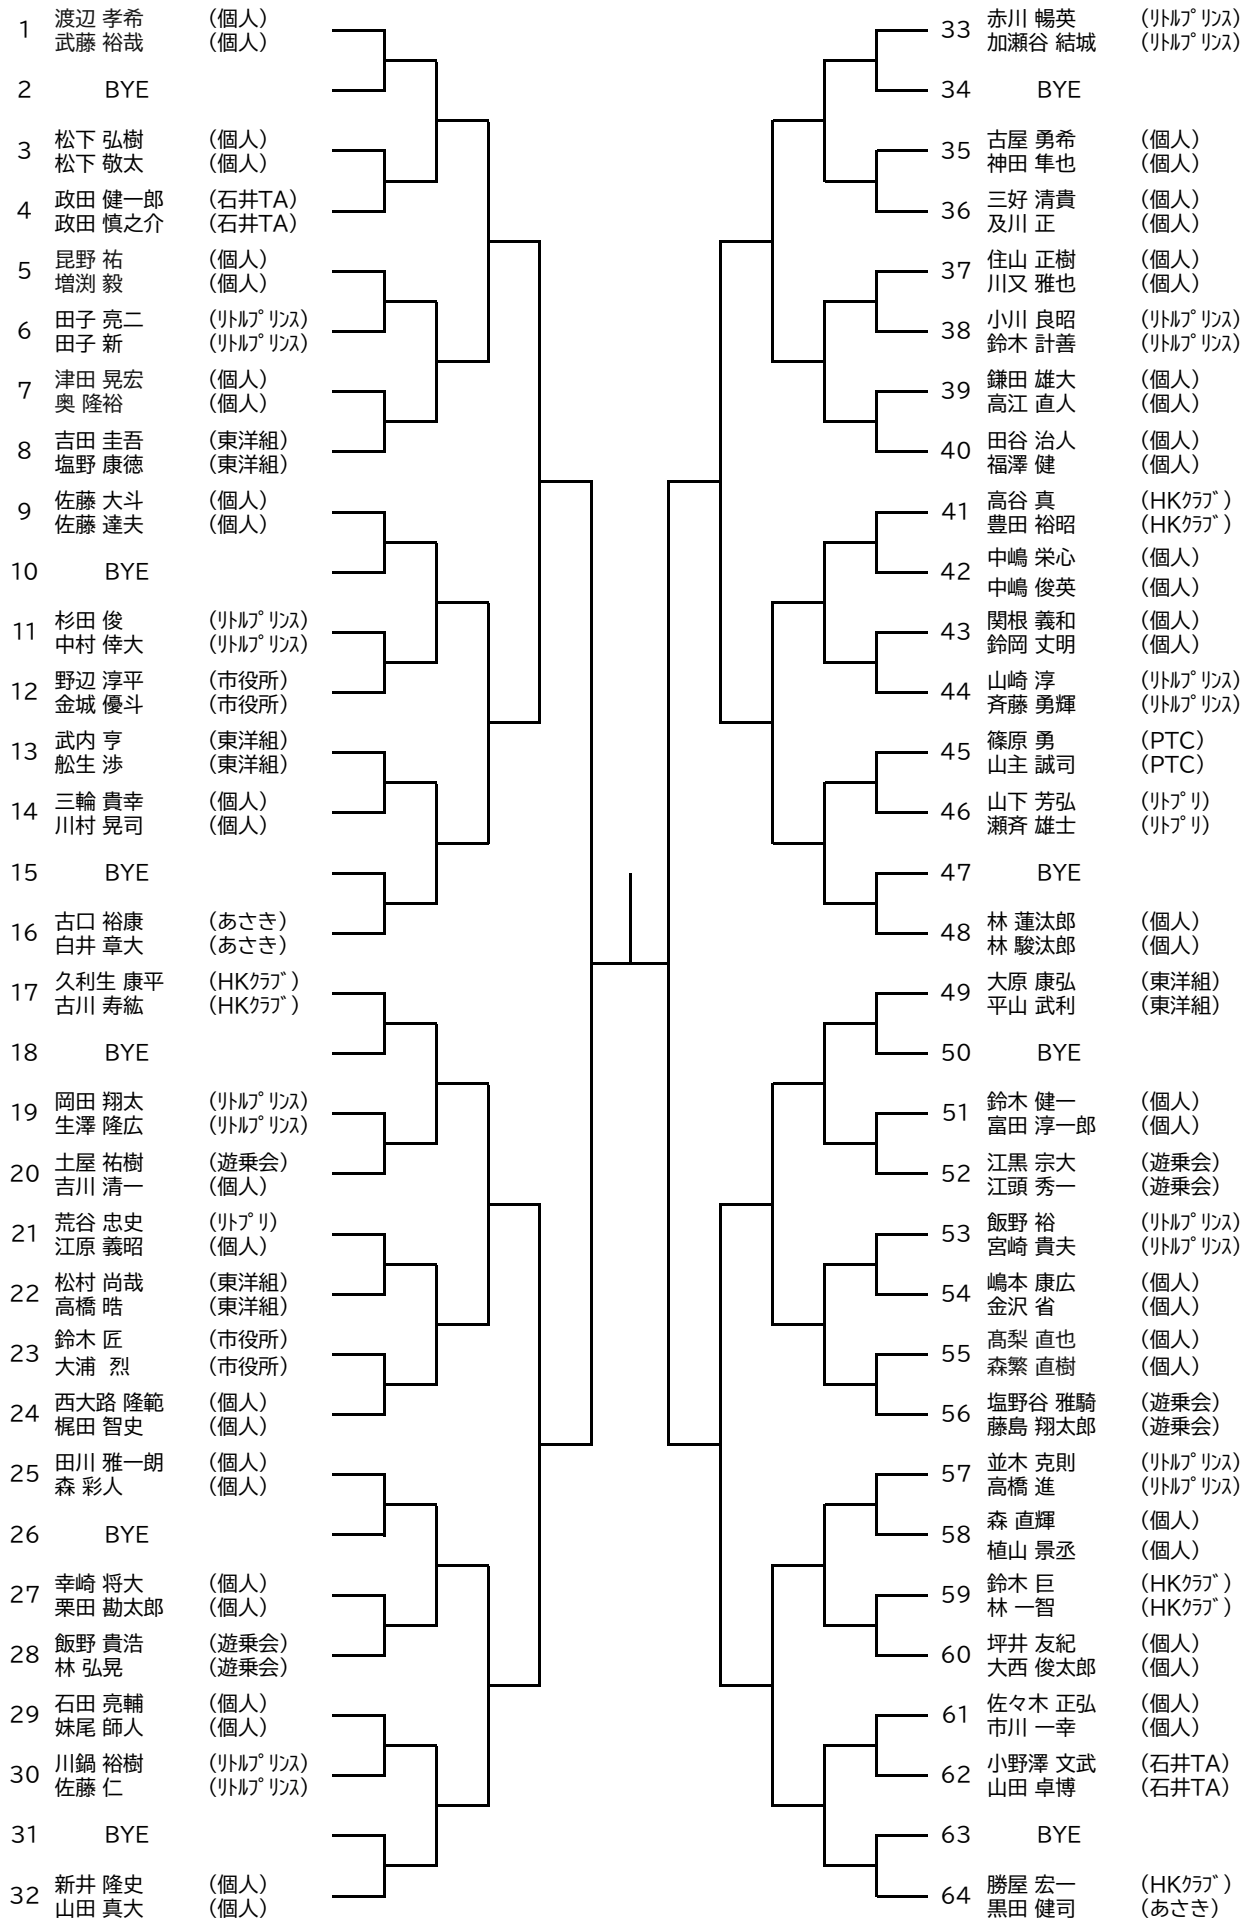 1 渡辺 孝希 (個人)
武藤 裕哉 (個人)
2 BYE
3 松下 弘樹 (個人)
松下 敬太 (個人)
4 政田 健一郎 (石井TA)
政田 慎之介 (石井TA)
5 昆野 祐 (個人)
増渕 毅 (個人)
6 田子 亮二 (ﾘﾄﾙﾌﾟﾘﾝｽ)
田子 新 (ﾘﾄﾙﾌﾟﾘﾝｽ)
7 津田 晃宏 (個人)
奥 隆裕 (個人)
8 吉田 圭吾 (東洋組)
塩野 康徳 (東洋組)
9 佐藤 大斗 (個人)
佐藤 達夫 (個人)
10 BYE
11 杉田 俊 (ﾘﾄﾙﾌﾟﾘﾝｽ)
中村 倖大 (ﾘﾄﾙﾌﾟﾘﾝｽ)
12 野辺 淳平 (市役所)
金城 優斗 (市役所)
13 武内 亨 (東洋組)
舩生 渉 (東洋組)
14 三輪 貴幸 (個人)
川村 晃司 (個人)
15 BYE
16 古口 裕康 (あさき)
白井 章大 (あさき)
17 久利生 康平 (HKｸﾗﾌﾞ)
古川 寿紘 (HKｸﾗﾌﾞ)
18 BYE
19 岡田 翔太 (ﾘﾄﾙﾌﾟﾘﾝｽ)
生澤 隆広 (ﾘﾄﾙﾌﾟﾘﾝｽ)
20 土屋 祐樹 (遊乗会)
吉川 清一 (個人)
21 荒谷 忠史 (ﾘﾄﾌﾟﾘ)
江原 義昭 (個人)
22 松村 尚哉 (東洋組)
高橋 晧 (東洋組)
23 鈴木 匠 (市役所)
大浦 烈 (市役所)
24 西大路 隆範 (個人)
梶田 智史 (個人)
25 田川 雅一朗 (個人)
森 彩人 (個人)
26 BYE
27 幸崎 将大 (個人)
栗田 勘太郎 (個人)
28 飯野 貴浩 (遊乗会)
林 弘晃 (遊乗会)
29 石田 亮輔 (個人)
妹尾 師人 (個人)
30 川鍋 裕樹 (ﾘﾄﾙﾌﾟﾘﾝｽ)
佐藤 仁 (ﾘﾄﾙﾌﾟﾘﾝｽ)
31 BYE
32 新井 隆史 (個人)
山田 真大 (個人)
33 赤川 暢英 (ﾘﾄﾙﾌﾟﾘﾝｽ)
加瀬谷 結城 (ﾘﾄﾙﾌﾟﾘﾝｽ)
34 BYE
35 古屋 勇希 (個人)
神田 隼也 (個人)
36 三好 清貴 (個人)
及川 正 (個人)
37 住山 正樹 (個人)
川又 雅也 (個人)
38 小川 良昭 (ﾘﾄﾙﾌﾟﾘﾝｽ)
鈴木 計善 (ﾘﾄﾙﾌﾟﾘﾝｽ)
39 鎌田 雄大 (個人)
高江 直人 (個人)
40 田谷 治人 (個人)
福澤 健 (個人)
41 高谷 真 (HKｸﾗﾌﾞ)
豊田 裕昭 (HKｸﾗﾌﾞ)
42 中嶋 栄心 (個人)
中嶋 俊英 (個人)
43 関根 義和 (個人)
鈴岡 丈明 (個人)
44 山崎 淳 (ﾘﾄﾙﾌﾟﾘﾝｽ)
斉藤 勇輝 (ﾘﾄﾙﾌﾟﾘﾝｽ)
45 篠原 勇 (PTC)
山主 誠司 (PTC)
46 山下 芳弘 (ﾘﾄﾌﾟﾘ)
瀬斉 雄士 (ﾘﾄﾌﾟﾘ)
47 BYE
48 林 蓮汰郎 (個人)
林 駿汰郎 (個人)
49 大原 康弘 (東洋組)
平山 武利 (東洋組)
50 BYE
51 鈴木 健一 (個人)
富田 淳一郎 (個人)
52 江黒 宗大 (遊乗会)
江頭 秀一 (遊乗会)
53 飯野 裕 (ﾘﾄﾙﾌﾟﾘﾝｽ)
宮崎 貴夫 (ﾘﾄﾙﾌﾟﾘﾝｽ)
54 嶋本 康広 (個人)
金沢 省 (個人)
55 髙梨 直也 (個人)
森繁 直樹 (個人)
56 塩野谷 雅騎 (遊乗会)
藤島 翔太郎 (遊乗会)
57 並木 克則 (ﾘﾄﾙﾌﾟﾘﾝｽ)
高橋 進 (ﾘﾄﾙﾌﾟﾘﾝｽ)
58 森 直輝 (個人)
植山 景丞 (個人)
59 鈴木 巨 (HKｸﾗﾌﾞ)
林 一智 (HKｸﾗﾌﾞ)
60 坪井 友紀 (個人)
大西 俊太郎 (個人)
61 佐々木 正弘 (個人)
市川 一幸 (個人)
62 小野澤 文武 (石井TA)
山田 卓博 (石井TA)
63 BYE
64 勝屋 宏一 (HKｸﾗﾌﾞ)
黒田 健司 (あさき)